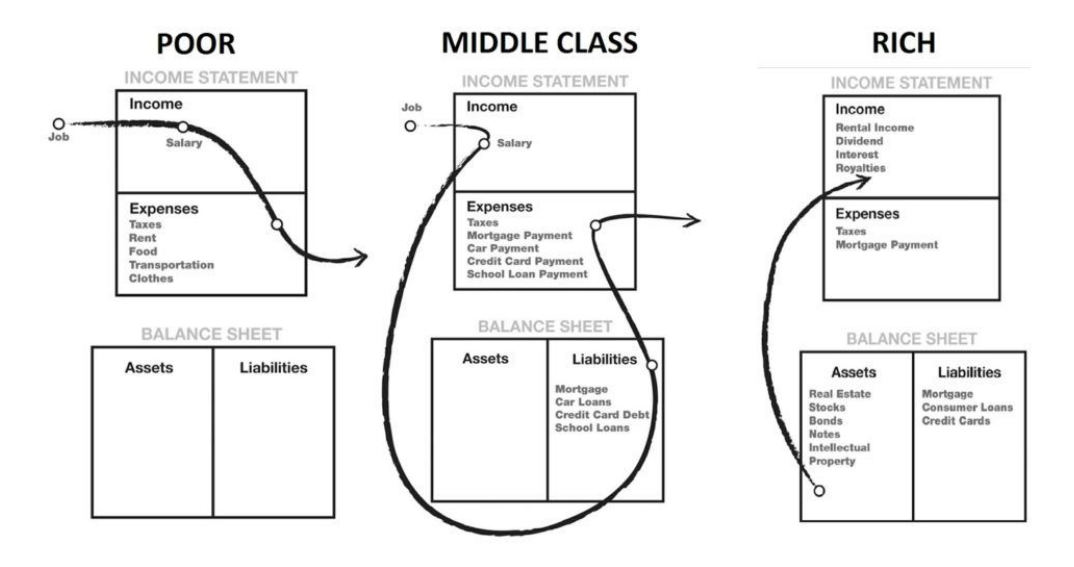 POOR
INCOME STATEMENT
Income
Job
Salary
Expenses
Taxes
Rent
Food
Transportation
Clothes
BALANCE SHEET
Assets
Liabilities
MIDDLE CLASS
INCOME STATEMENT
Job
Income
Salary
Expenses
Taxes
Mortgage Payment
Car Payment
Credit Card Payment
School Loan Payment
BALANCE SHEET
Assets
Liabilities
Mortgage
Car Loans
Credit Card Debt
School Loans
RICH
INCOME STATEMENT
Income
Rental Income
Dividend
Interest
Royalties
Expenses
Taxes
Mortgage Payment
BALANCE SHEET
Assets
Real Estate
Stocks
Bonds
Notes
Intellectual
Property
Liabilities
Mortgage
Consumer Loans
Credit Cards